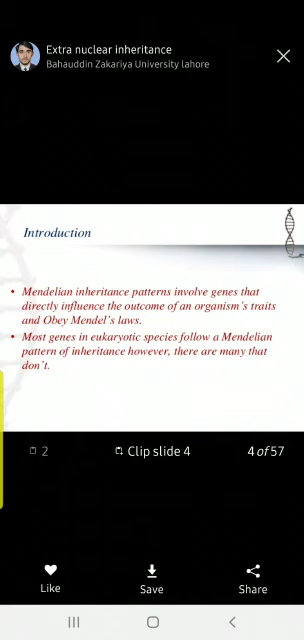 Extra nuclear inheritance
Bahauddin Zakariya University lahore
Introduction
• Mendelian inheritance patterns involve genes that
directly influence the outcome of an organism's traits
and Obey Mendel's laws.
• Most genes in eukaryotic species follow a Mendelian
pattern of inheritance however, there are many that
don't.
2
Clip slide 4
4 of 57
Like
Save
Share